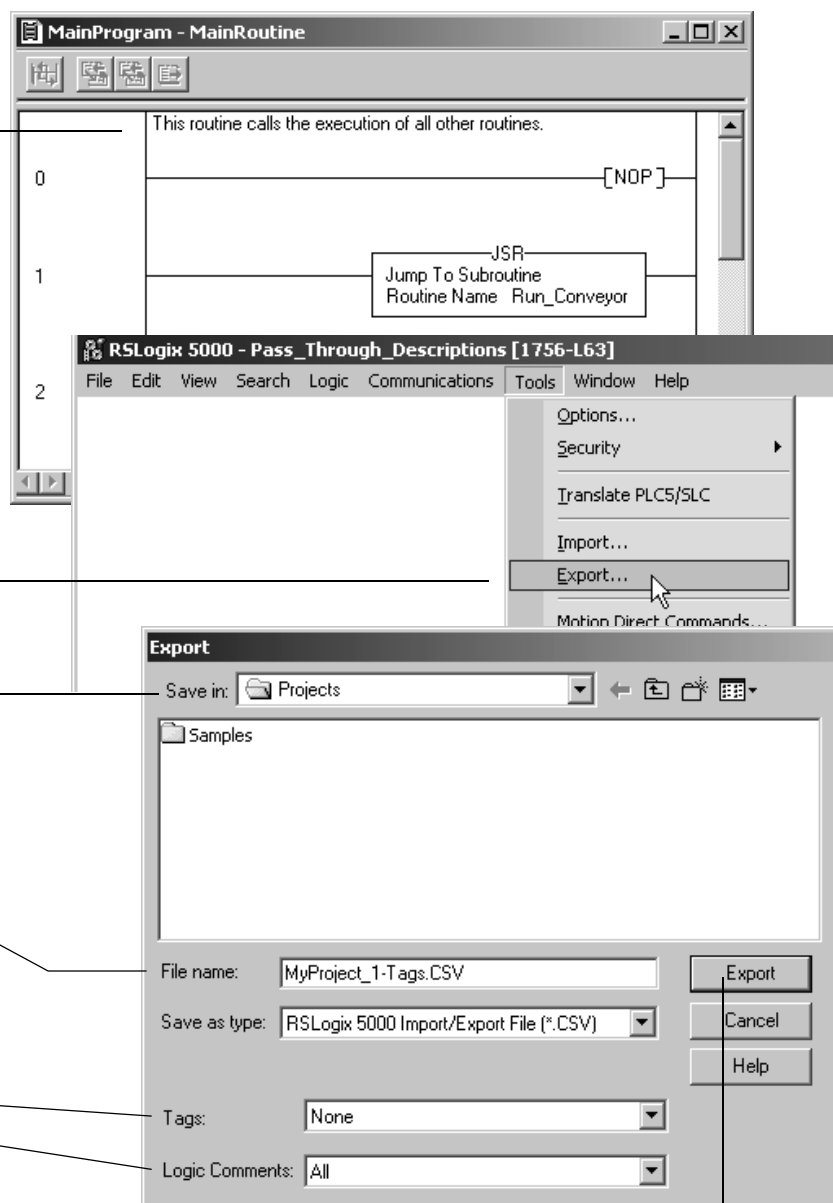 MainProgram - MainRoutine
This routine calls the execution of all other routines.
0
NOP
JSR
1
Jump To Subroutine
Routine Name Run_Conveyor
2
RSLogix 5000 - Pass_Through_Descriptions [1756-L63]
File Edit View Search Logic Communications Tools Window Help
Options...
Security
Translate PLC5/SLC
Import...
Export...
Motion Direct Commands...
Export
Save in: Projects
Samples
File name: MyProject_1-Tags.CSV Export
Save as type: RSLogix 5000 Import/Export File (*.CSV) Cancel
Help
Tags: None
Logic Comments: All